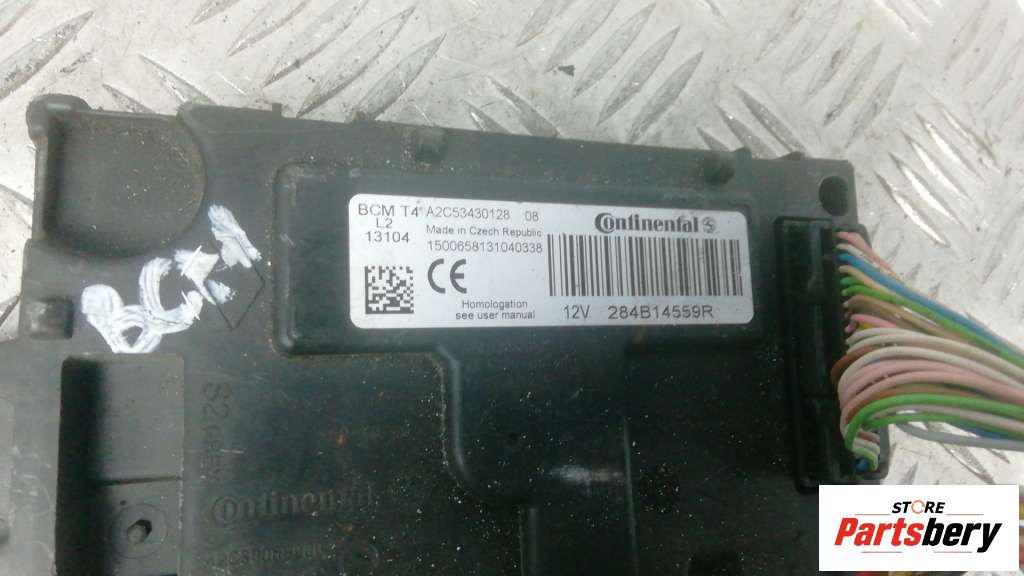 BCM T4 A2C53430128 08
L2
13104
Made in Czech Republic
1500658131040338
Continental
CE
Homologation
see user manual
12V 284B14559R
BCM
Continental
STORE
Partsbery